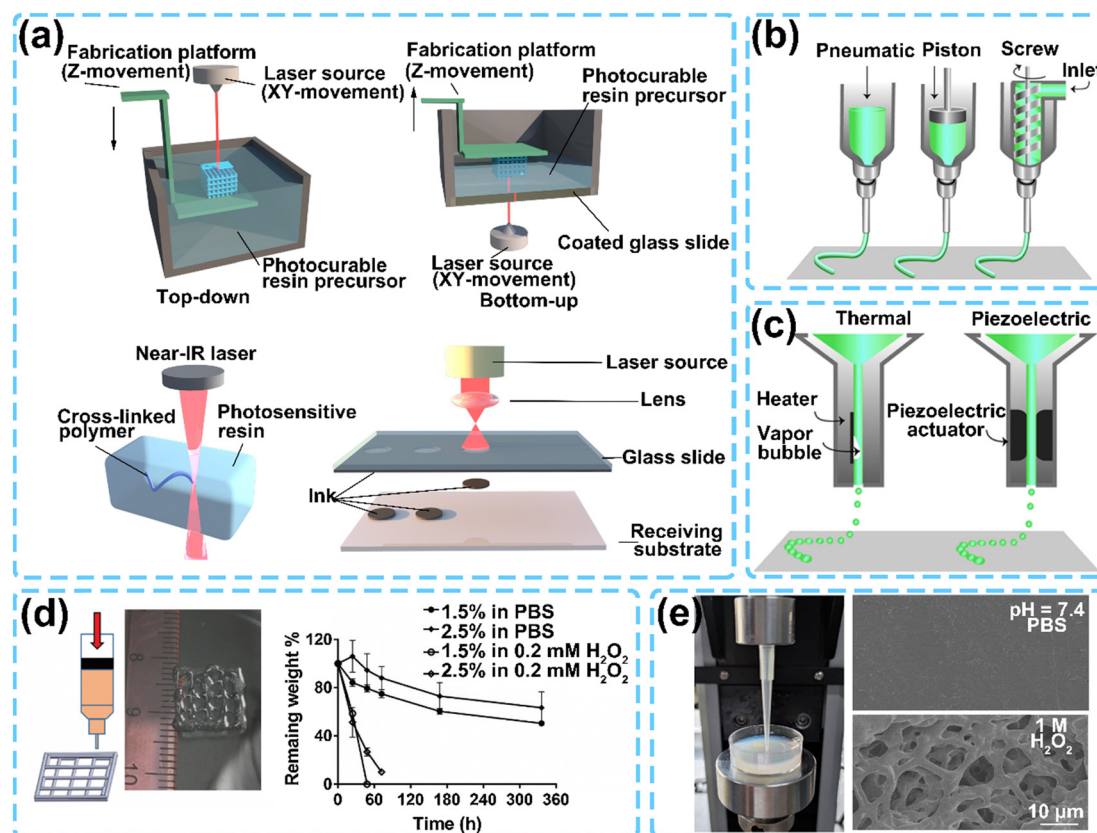 (a)
Fabrication platform
(Z-movement)
Laser source
(XY-movement)
Photocurable
resin precursor
Top-down
Fabrication platform
(Z-movement)
Photocurable
resin precursor
Coated glass slide
Laser source
(XY-movement)
Bottom-up
Near-IR laser
Cross-linked
polymer
Photosensitive
resin
Laser source
Lens
Glass slide
Ink
Receiving
substrate
(b)
Pneumatic
Piston
Screw
Inlet
(c)
Thermal
Piezoelectric
Heater
Vapor
bubble
Piezoelectric
actuator
(d)
8
9
10
1.5% in PBS
2.5% in PBS
1.5% in 0.2 mM H₂O₂
2.5% in 0.2 mM H₂O₂
Remaing weight %
120
80
40
0
0 60 120 180 240 300 360
Time (h)
(e)
pH = 7.4
PBS
1 M
H₂O₂
10 µm